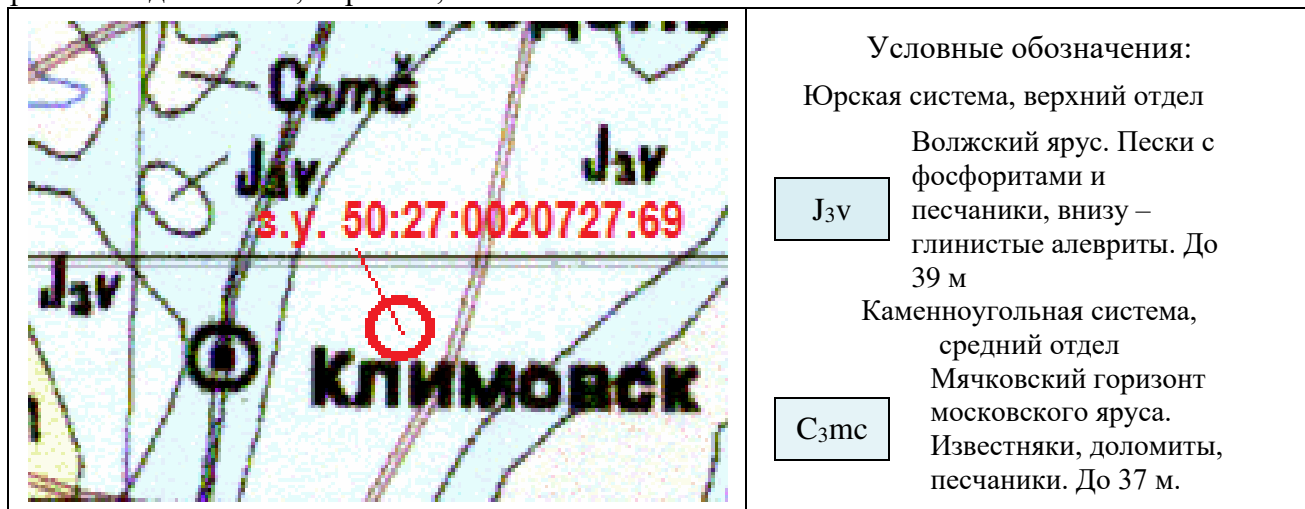 C₂mč
J₃v
J₃v
з.у. 50:27:0020727:69
J₃v
КЛИМОВСК
Условные обозначения:
Юрская система, верхний отдел
J₃v
Волжский ярус. Пески с
фосфоритами и
песчаники, внизу –
глинистые алевриты. До
39 м
Каменноугольная система,
средний отдел
C₃mc
Мячковский горизонт
московского яруса.
Известняки, доломиты,
песчаники. До 37 м.